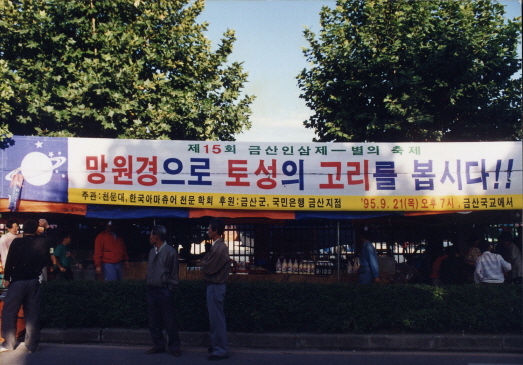 제15회 금산인삼제 - 별의 축제
망원경으로 토성의 고리를 봅시다!!
주관: 천문대, 한국아마츄어 천문 학회 후원: 금산군, 국민은행 금산지점 '95. 9. 21(목) 오후 7시, 금산국교에서